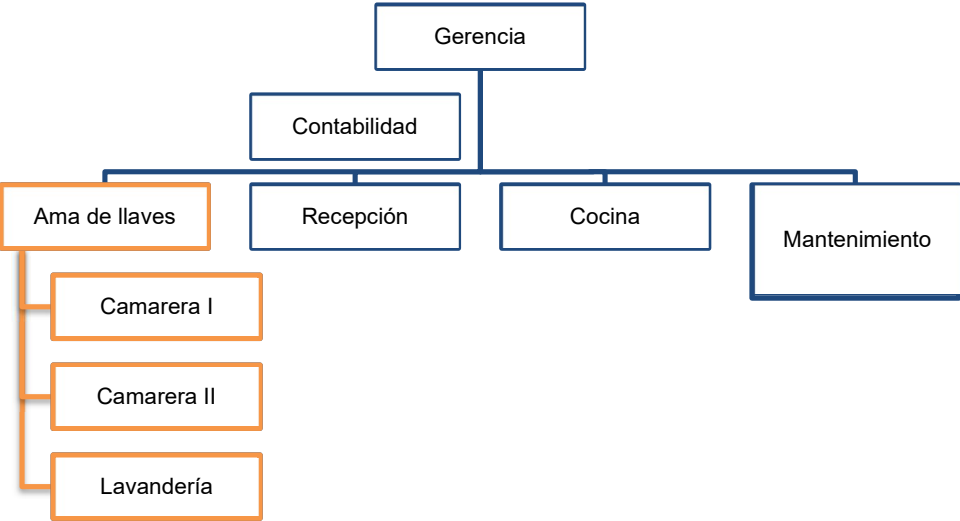 Gerencia
Contabilidad
Ama de llaves
Recepción
Cocina
Mantenimiento
Camarera I
Camarera II
Lavandería